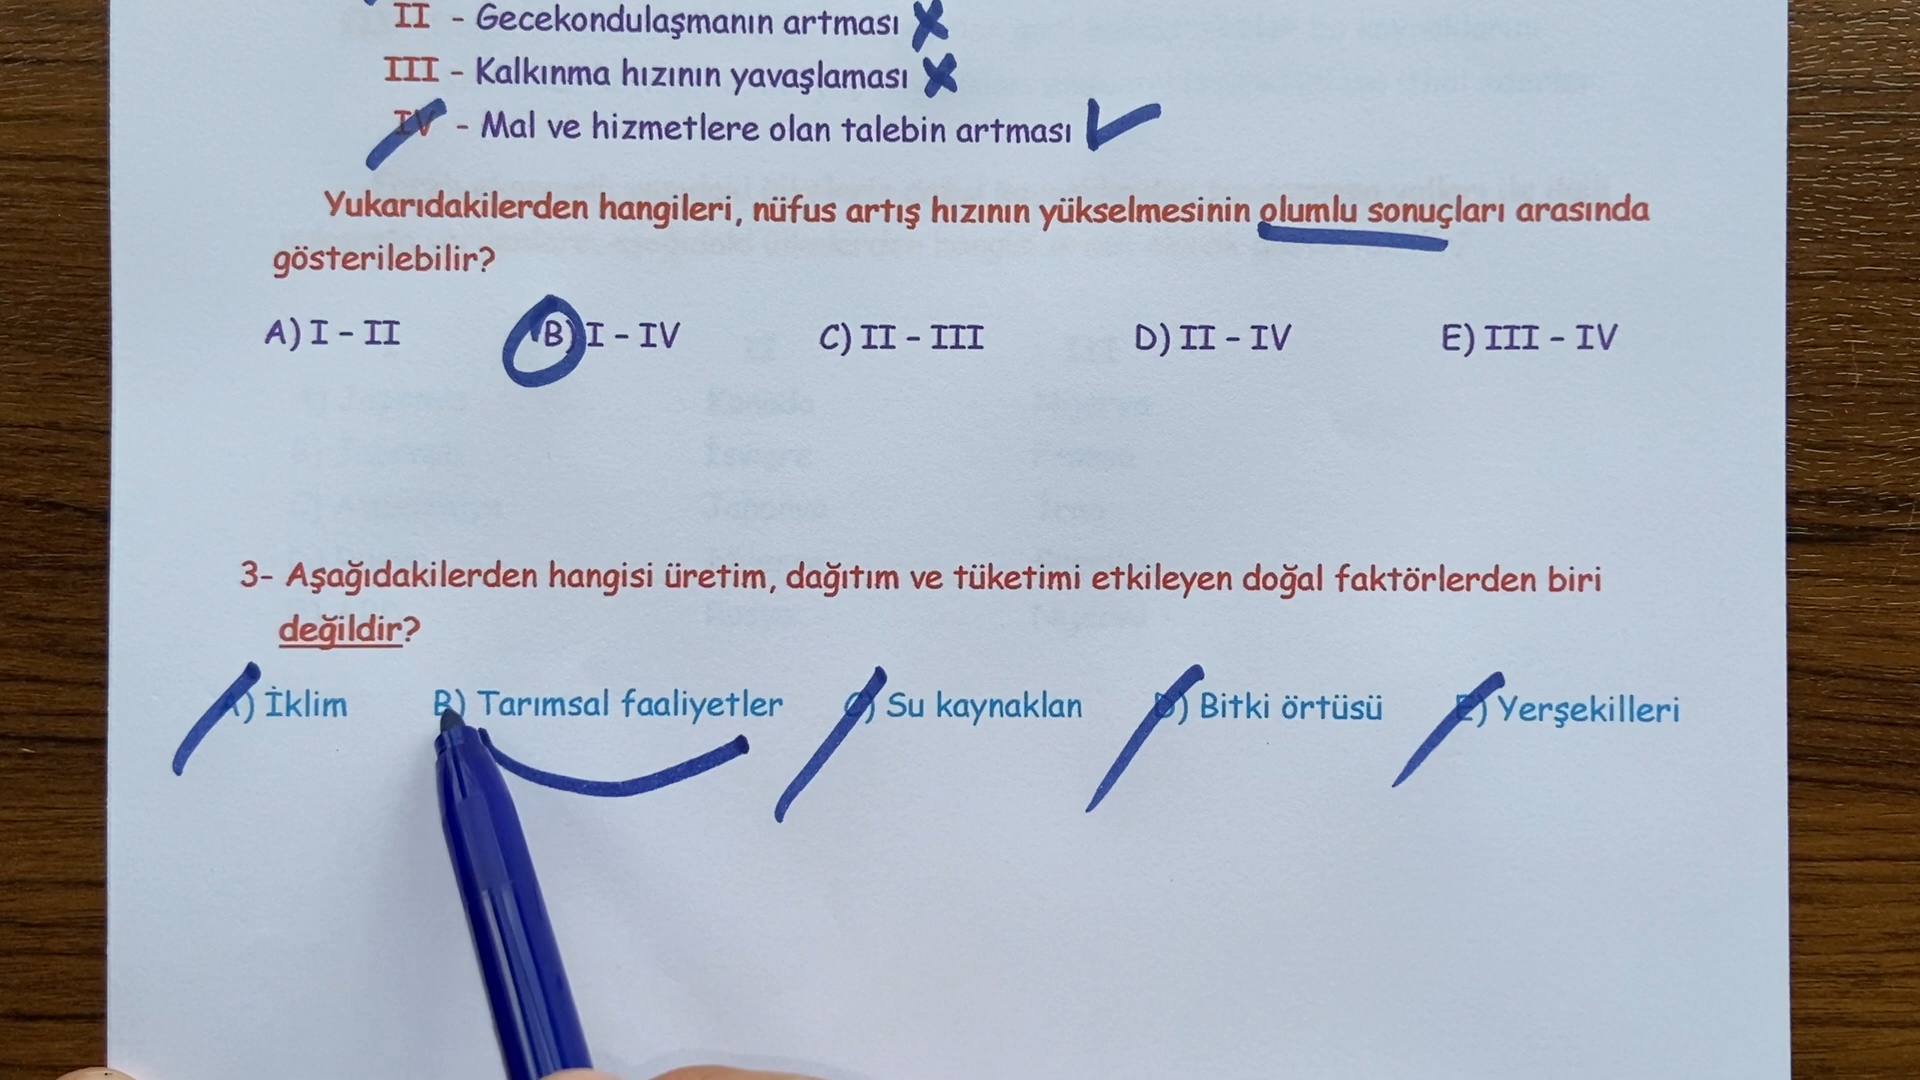 II - Gecekondulaşmanın artması
III - Kalkınma hızının yavaşlaması
IV - Mal ve hizmetlere olan talebin artması
Yukarıdakilerden hangileri, nüfus artış hızının yükselmesinin olumlu sonuçları arasında
gösterilebilir?
A) I - II B) I - IV C) II - III D) II - IV E) III - IV
3- Aşağıdakilerden hangisi üretim, dağıtım ve tüketimi etkileyen doğal faktörlerden biri
değildir?
A) İklim B) Tarımsal faaliyetler C) Su kaynaklan D) Bitki örtüsü E) Yerşekilleri